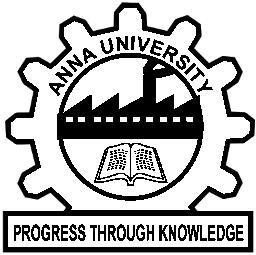 ANNA UNIVERSITY
PROGRESS THROUGH KNOWLEDGE